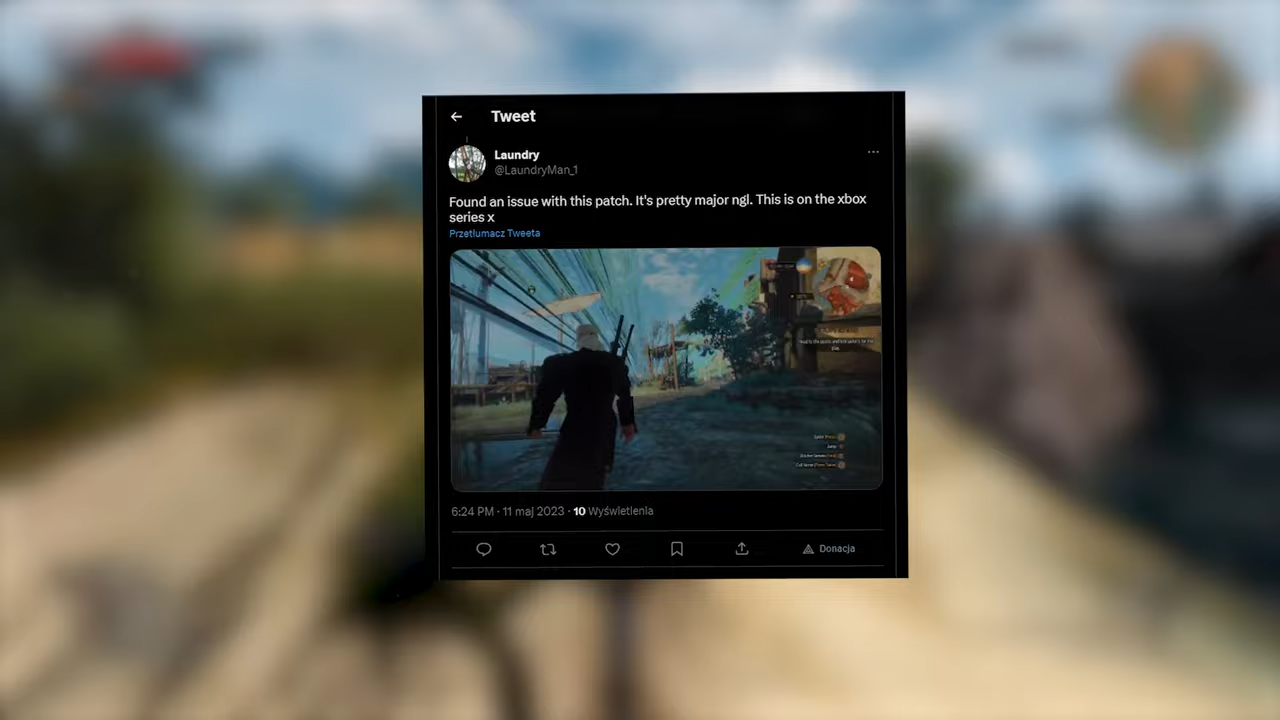 Tweet
Laundry
@LaundryMan_1
Found an issue with this patch. It's pretty major ngl. This is on the xbox
series x
Przetłumacz Tweeta
6:24 PM · 11 maj 2023 · 10 Wyświetlenia
Donacja